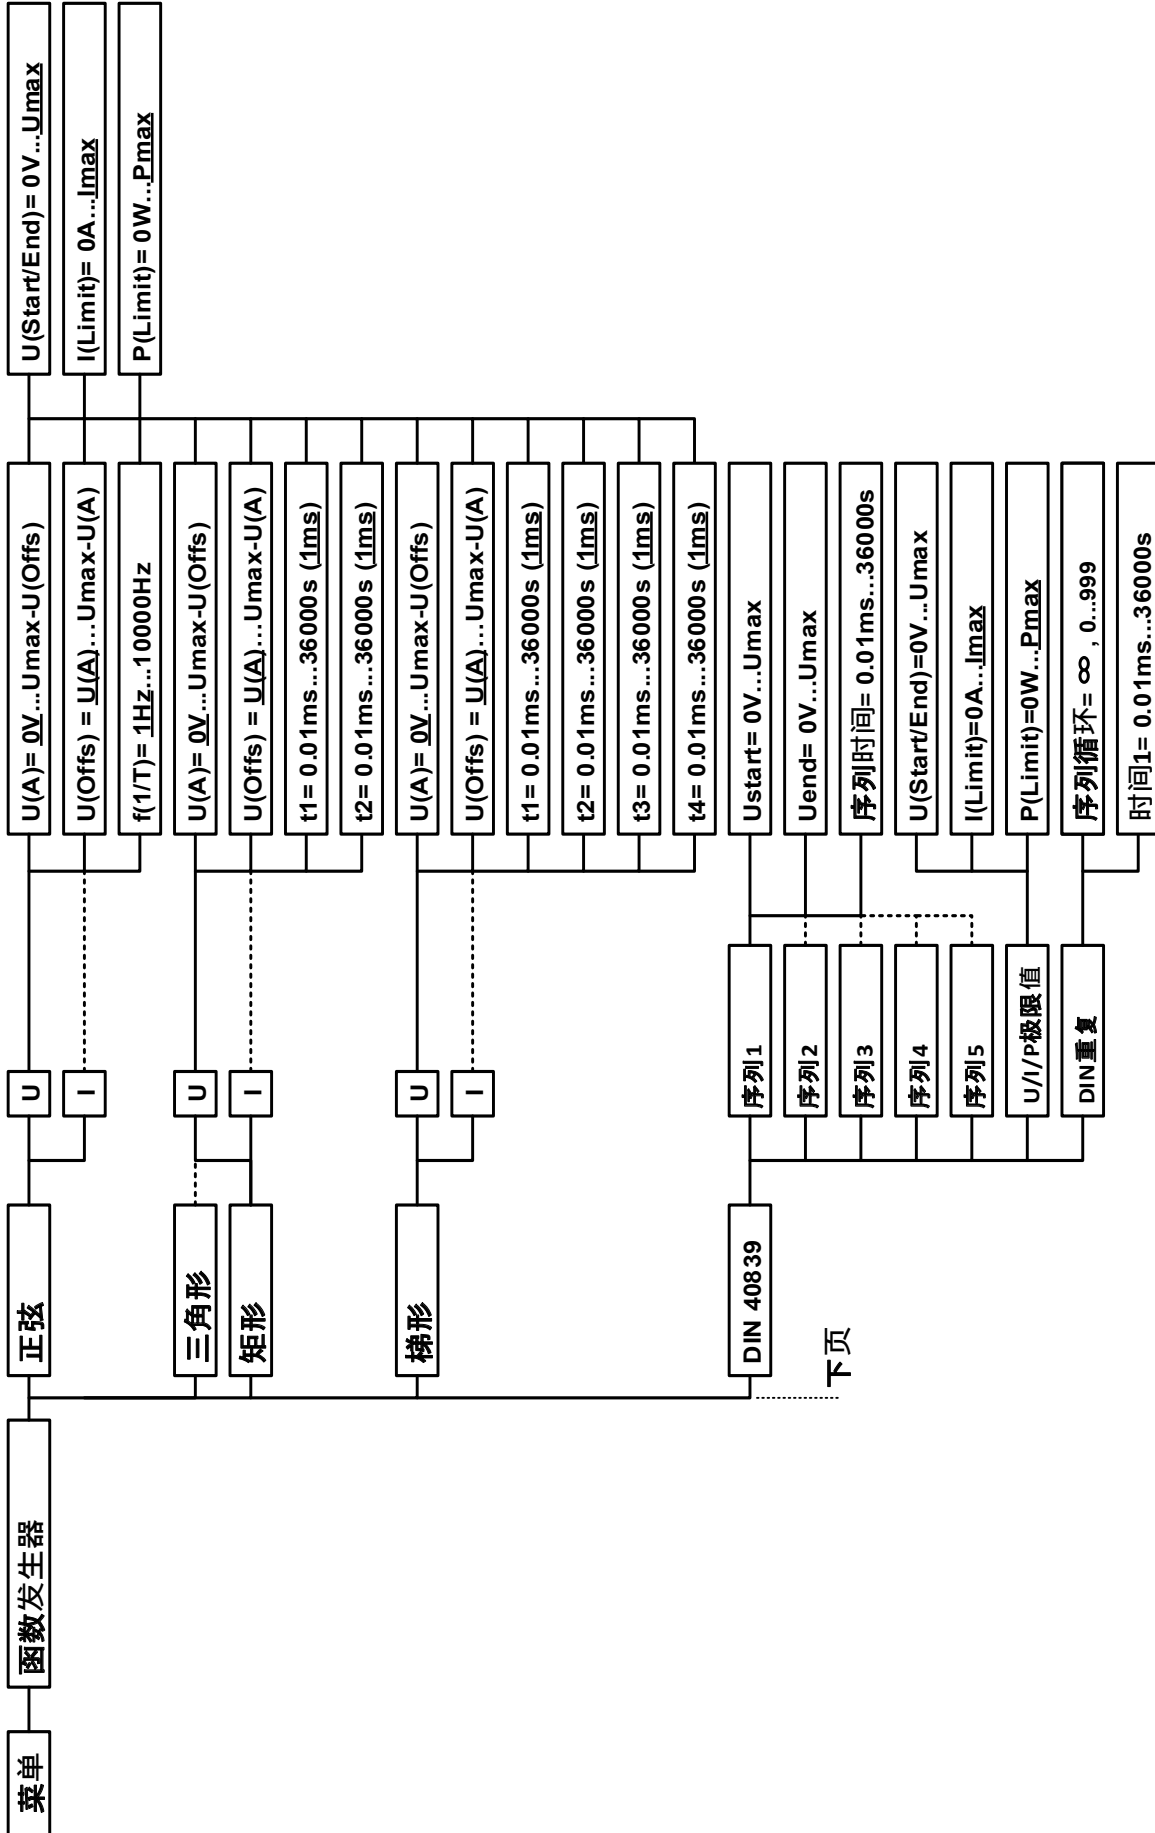 菜单
函数发生器
正弦
U
I
U(A)= 0V...Umax-U(Offs)
U(Offs) = U(A)...Umax-U(A)
f(1/T)= 1Hz...10000Hz
U(Start/End)= 0V...Umax
I(Limit)= 0A...Imax
P(Limit)= 0W...Pmax
三角形
矩形
U
I
U(A)= 0V...Umax-U(Offs)
U(Offs) = U(A)...Umax-U(A)
t1= 0.01ms...36000s (1ms)
t2= 0.01ms...36000s (1ms)
梯形
U
I
U(A)= 0V...Umax-U(Offs)
U(Offs) = U(A)...Umax-U(A)
t1= 0.01ms...36000s (1ms)
t2= 0.01ms...36000s (1ms)
t3= 0.01ms...36000s (1ms)
t4= 0.01ms...36000s (1ms)
DIN 40839
序列1
序列2
序列3
序列4
序列5
U/I/P极限值
DIN重复
Ustart= 0V...Umax
Uend= 0V...Umax
序列时间= 0.01ms...36000s
U(Start/End)=0V...Umax
I(Limit)=0A...Imax
P(Limit)=0W...Pmax
序列循环= ∞ , 0...999
时间1= 0.01ms...36000s
下页